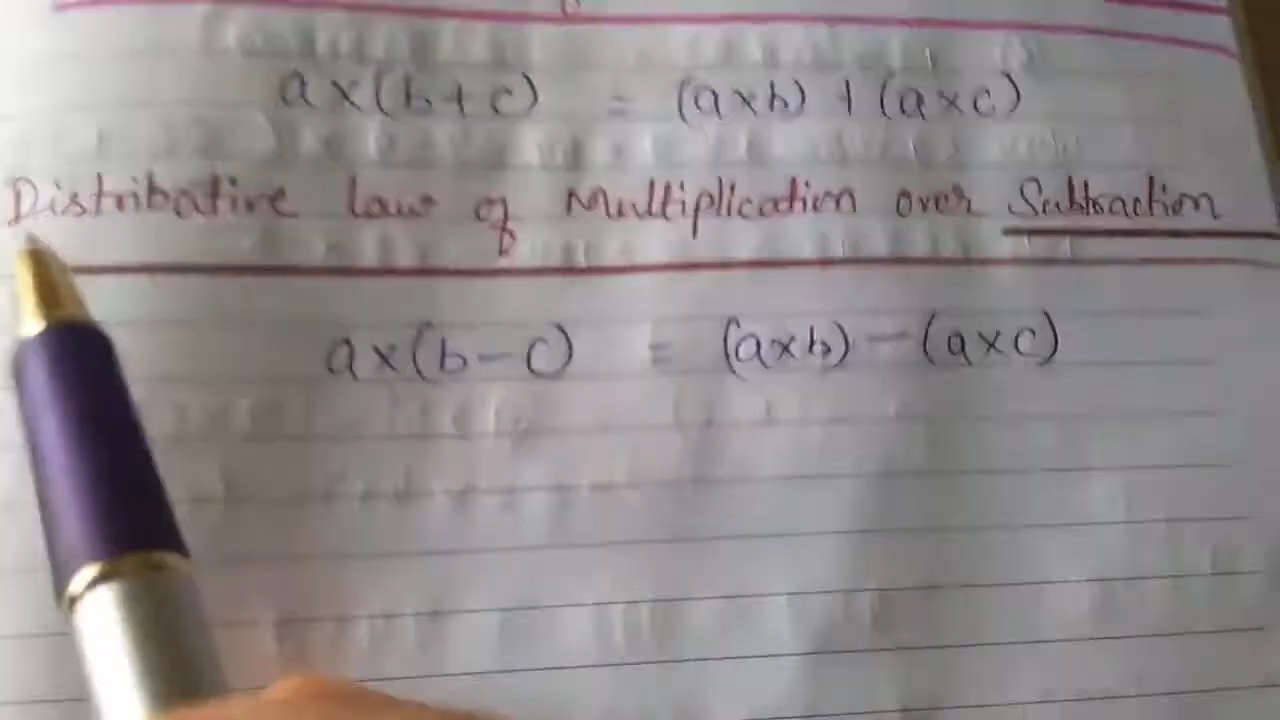 a×(b+c) = (a×b) + (a×c)
Distributive law of Multiplication over Subtraction
a×(b-c) = (a×b) - (a×c)